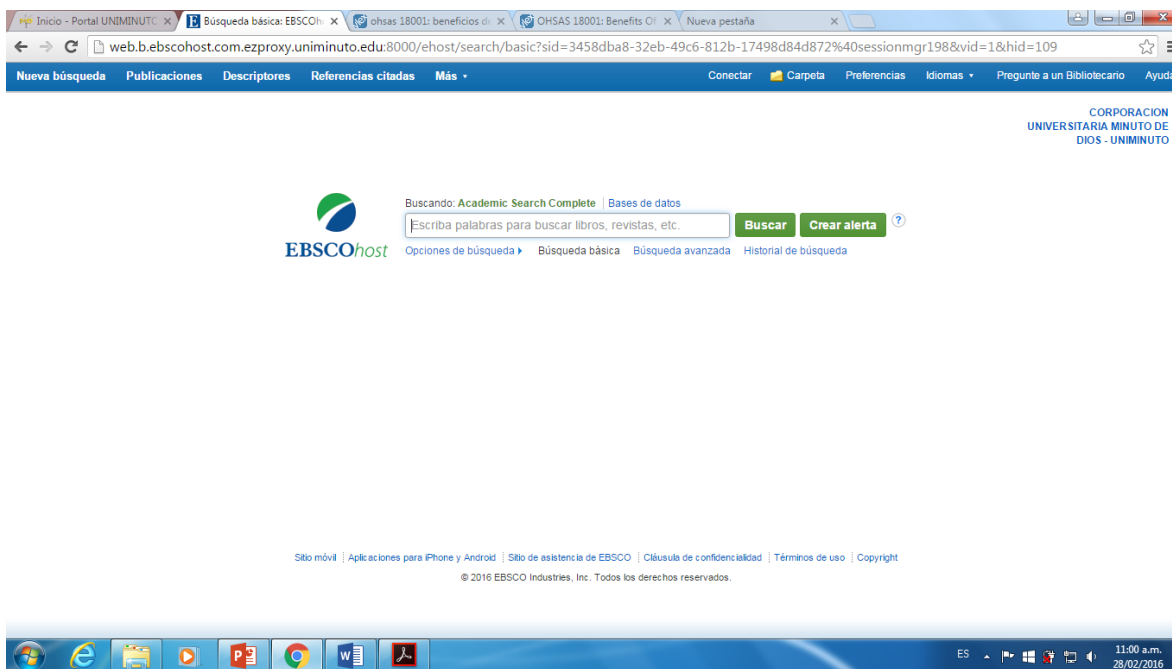 Inicio - Portal UNIMINUTO
Búsqueda básica: EBSCOh
ohsas 18001: beneficios de
OHSAS 18001: Benefits Of
Nueva pestaña
web.b.ebscohost.com.ezproxy.uniminuto.edu:8000/ehost/search/basic?sid=3458dba8-32eb-49c6-812b-17498d84d872%40sessionmgr198&vid=1&hid=109
Nueva búsqueda Publicaciones Descriptores Referencias citadas Más Conectar Carpeta Preferencias Idiomas Pregunte a un Bibliotecario Ayuda
CORPORACION
UNIVERSITARIA MINUTO DE
DIOS - UNIMINUTO
Buscando: Academic Search Complete Bases de datos
Escriba palabras para buscar libros, revistas, etc. Buscar Crear alerta ?
EBSCOhost
Opciones de búsqueda Búsqueda básica Búsqueda avanzada Historial de búsqueda
Sitio móvil Aplicaciones para iPhone y Android Sitio de asistencia de EBSCO Cláusula de confidencialidad Términos de uso Copyright
© 2016 EBSCO Industries, Inc. Todos los derechos reservados.
ES 11:00 a.m.
28/02/2016